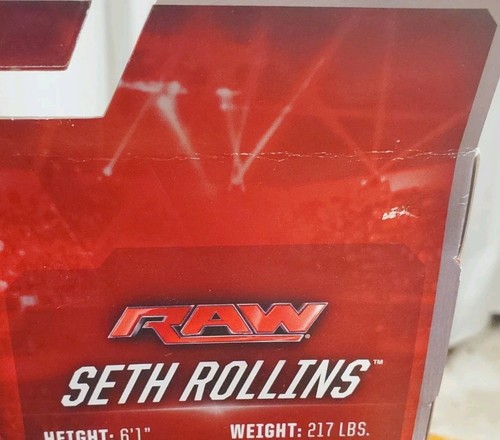 RAW
SETH ROLLINS™
HEIGHT: 6'1" WEIGHT: 217 LBS.